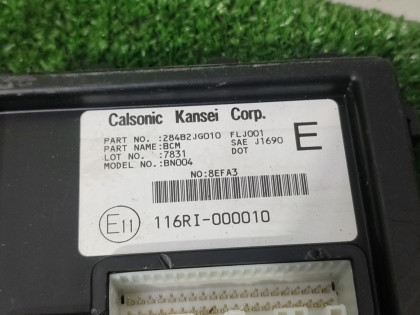 Calsonic Kansei Corp.
PART NO. :284B2JG010 FLJ001
PART NAME:BCM SAE J1690
LOT NO. :7831 DOT
MODEL NO.:BN004
E
NO:8EFA3
E11 116RI-000010